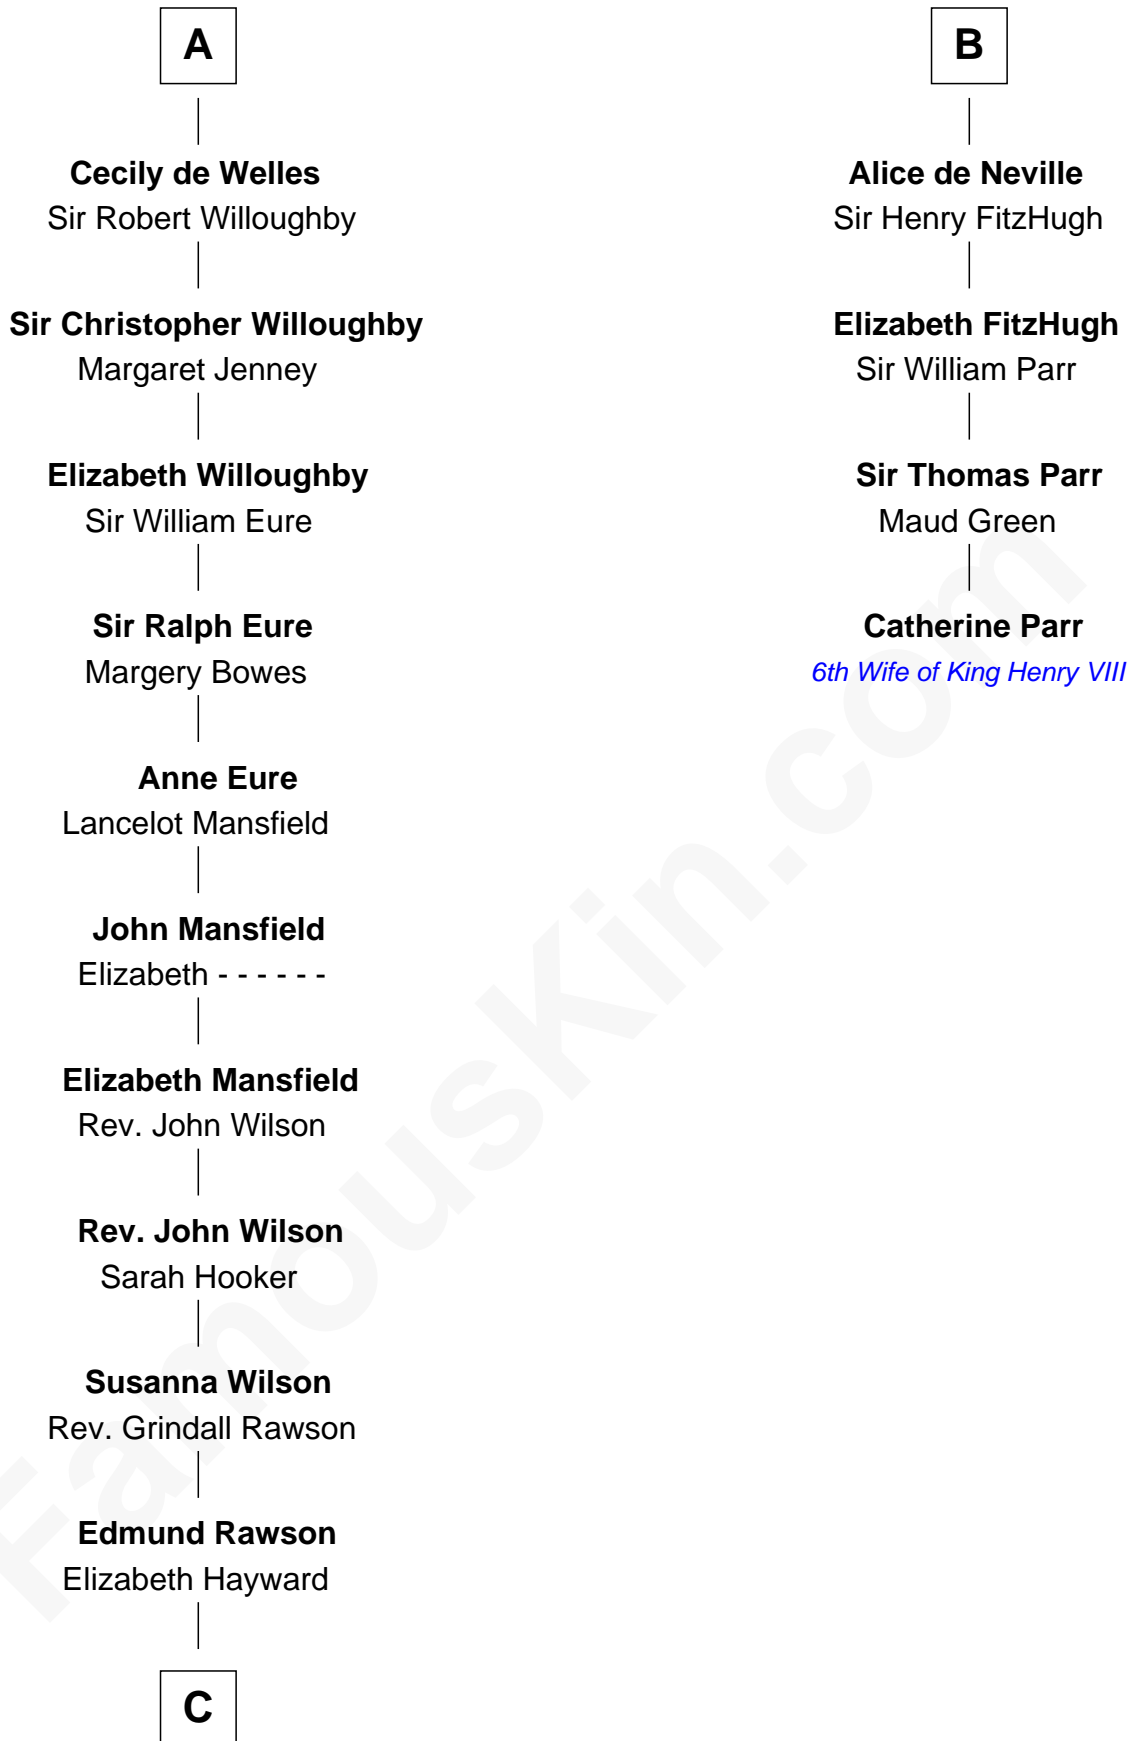 A
Cecily de Welles
Sir Robert Willoughby
Sir Christopher Willoughby
Margaret Jenney
Elizabeth Willoughby
Sir William Eure
Sir Ralph Eure
Margery Bowes
Anne Eure
Lancelot Mansfield
John Mansfield
Elizabeth - - - - - -
Elizabeth Mansfield
Rev. John Wilson
Rev. John Wilson
Sarah Hooker
Susanna Wilson
Rev. Grindall Rawson
Edmund Rawson
Elizabeth Hayward
C
B
Alice de Neville
Sir Henry FitzHugh
Elizabeth FitzHugh
Sir William Parr
Sir Thomas Parr
Maud Green
Catherine Parr
6th Wife of King Henry VIII
FamousKin.com